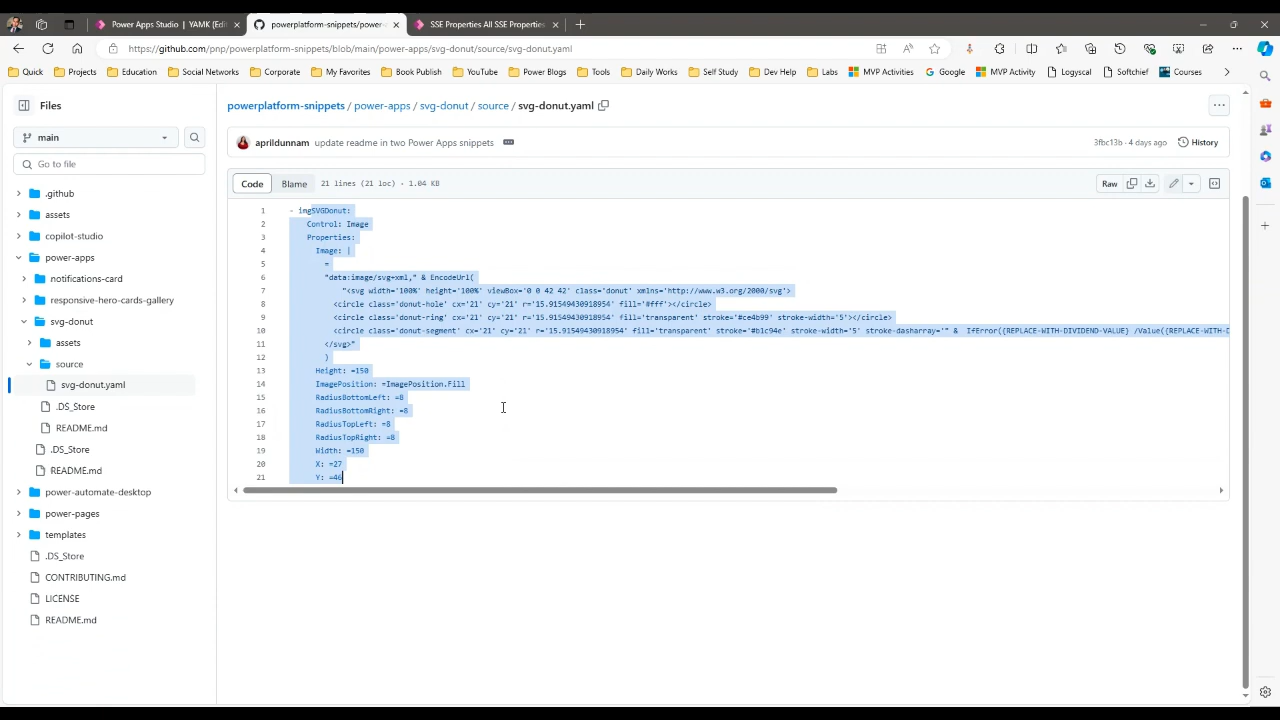 Power Apps Studio | YAMK (Edit
powerplatform-snippets/power-
SSE Properties All SSE Properties
https://github.com/pnp/powerplatform-snippets/blob/main/power-apps/svg-donut/source/svg-donut.yaml
Quick
Projects
Education
Social Networks
Corporate
My Favorites
Book Publish
YouTube
Power Blogs
Tools
Daily Works
Self Study
Dev Help
Labs
MVP Activities
Google
MVP Activity
Logyscal
Softchief
Courses
Files
main
Go to file
.github
assets
copilot-studio
power-apps
notifications-card
responsive-hero-cards-gallery
svg-donut
assets
source
svg-donut.yaml
.DS_Store
README.md
.DS_Store
README.md
power-automate-desktop
power-pages
templates
.DS_Store
CONTRIBUTING.md
LICENSE
README.md
powerplatform-snippets / power-apps / svg-donut / source / svg-donut.yaml
aprildunnam update readme in two Power Apps snippets
3fbc13b · 4 days ago
History
Code
Blame
21 lines (21 loc) · 1.04 KB
Raw
1 - imgSVGDonut:
2 Control: Image
3 Properties:
4 Image: |
5 =
6 "data:image/svg+xml," & EncodeUrl(
7 "<svg width='100%' height='100%' viewBox='0 0 42 42' class='donut' xmlns='http://www.w3.org/2000/svg'>
8 <circle class='donut-hole' cx='21' cy='21' r='15.91549430918954' fill='#fff'></circle>
9 <circle class='donut-ring' cx='21' cy='21' r='15.91549430918954' fill='transparent' stroke='#ce4b99' stroke-width='5'></circle>
10 <circle class='donut-segment' cx='21' cy='21' r='15.91549430918954' fill='transparent' stroke='#b1c94e' stroke-width='5' stroke-dasharray='" & IfError((REPLACE-WITH-DIVIDEND-VALUE) /Value((REPLACE-WITH-D
11 </svg>"
12 )
13 Height: =150
14 ImagePosition: =ImagePosition.Fill
15 RadiusBottomLeft: =8
16 RadiusBottomRight: =8
17 RadiusTopLeft: =8
18 RadiusTopRight: =8
19 Width: =150
20 X: =27
21 Y: =46